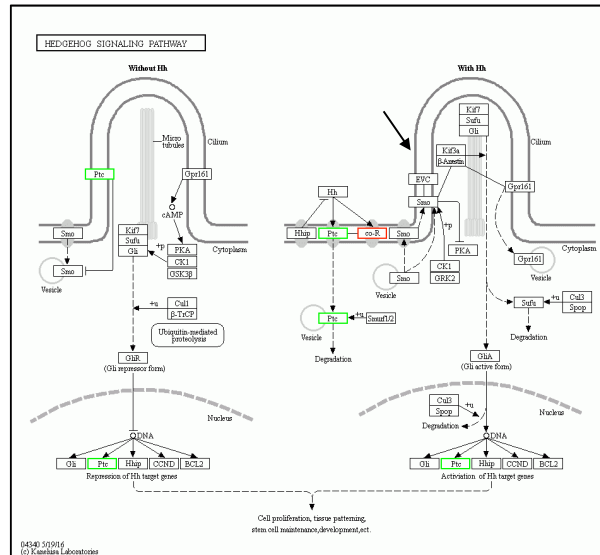 HEDGEHOG SIGNALING PATHWAY
Without Hh
Cilium
Micro
tubules
Ptc
Gpr161
cAMP
Smo
Kif7
Sufu
Gli
+p
PKA
CK1
GSK3β
Cytoplasm
Smo
Vesicle
+u
Cul1
β-TrCP
Ubiquitin-mediated
proteolysis
GliR
(Gli repressor form)
Nucleus
DNA
Gli
Ptc
Hhip
CCND
BCL2
Repression of Hh target genes
With Hh
Kif7
Sufu
Gli
Cilium
Kif3a
β-Arrestin
EVC
Smo
Gpr161
Hh
Hhip
Ptc
co-R
Smo
+p
PKA
Cytoplasm
CK1
GRK2
Smo
Vesicle
Gpr161
Vesicle
Ptc
+u
Smurf1/2
Vesicle
Degradation
Sufu
+u
Cul3
Spop
Degradation
GliA
(Gli active form)
Cul3
Spop
+u
Degradation
Nucleus
DNA
Gli
Ptc
Hhip
CCND
BCL2
Activiation of Hh target genes
Cell proliferation, tissue patterning,
stem cell maintenance,development,ect.
04340 5/19/16
(c) Kanehisa Laboratories